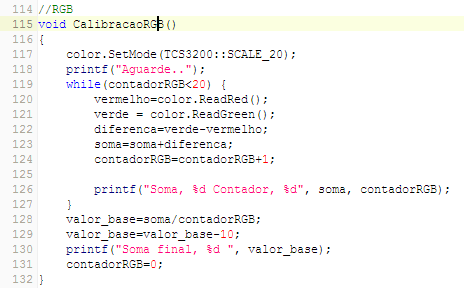 114 //RGB
115 void CalibracaoRGB()
116 {
117     color.SetMode(TCS3200::SCALE_20);
118     printf("Aguarde..");
119     while(contadorRGB<20) {
120         vermelho=color.ReadRed();
121         verde = color.ReadGreen();
122         diferenca=verde-vermelho;
123         soma=soma+diferenca;
124         contadorRGB=contadorRGB+1;
125
126         printf("Soma, %d Contador, %d", soma, contadorRGB);
127     }
128     valor_base=soma/contadorRGB;
129     valor_base=valor_base-10;
130     printf("Soma final, %d ", valor_base);
131     contadorRGB=0;
132 }